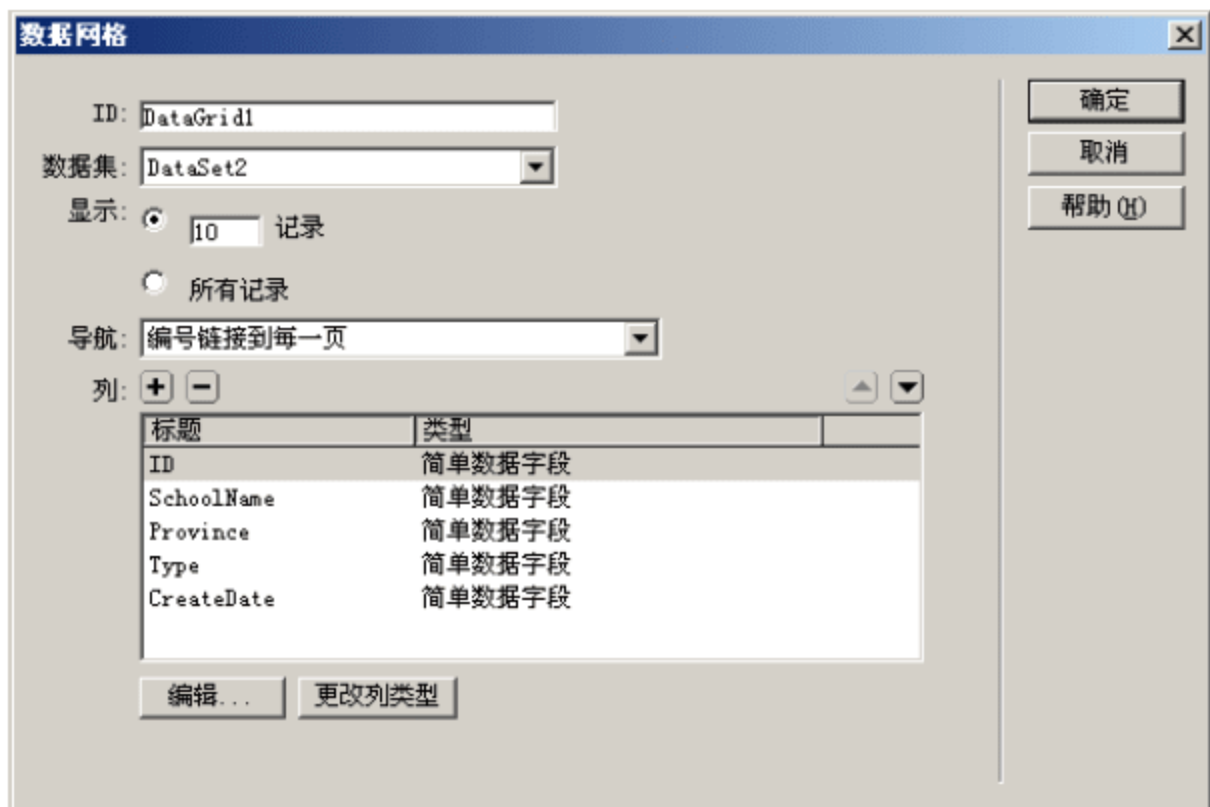 数据网格
ID: DataGrid1
确定
数据集: DataSet2
取消
显示: 10 记录
帮助(H)
所有记录
导航: 编号链接到每一页
列:
标题 类型
ID 简单数据字段
SchoolName 简单数据字段
Province 简单数据字段
Type 简单数据字段
CreateDate 简单数据字段
编辑... 更改列类型